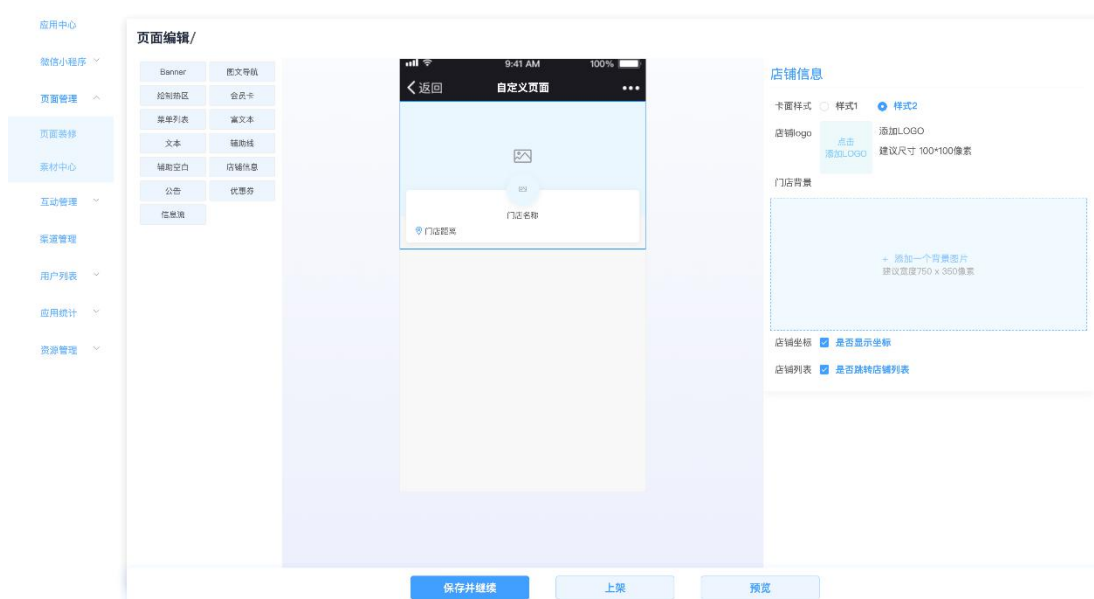 应用中心
微信小程序
页面管理
页面装修
素材中心
互动管理
渠道管理
用户列表
应用统计
资源管理
页面编辑/
Banner 图文导航
绘制热区 会员卡
菜单列表 富文本
文本 辅助线
辅助空白 店铺信息
公告 优惠券
信息流
9:41 AM 100%
返回 自定义页面
门店名称
门店距离
店铺信息
卡面样式 样式1 样式2
店铺logo 点击 添加LOGO 添加LOGO
建议尺寸 100*100像素
门店背景
+ 添加一个背景图片
建议宽度750 x 350像素
店铺坐标 是否显示坐标
店铺列表 是否跳转店铺列表
保存并继续 上架 预览